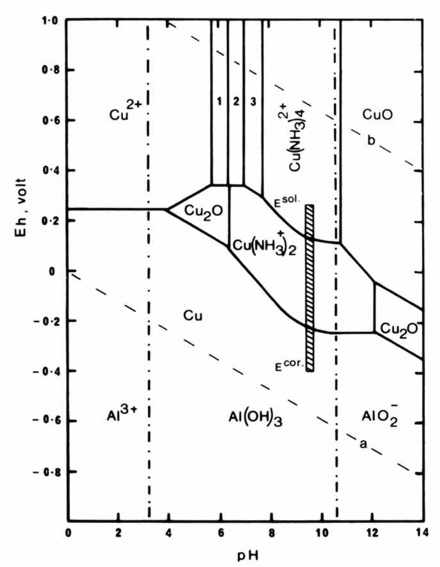 1.0
Cu2+
1
2
3
Cu(NH3)42+
CuO
0.6
b
0.4
Esol.
Cu2O
0.2
Cu(NH3)2+
Eh, volt
0
Cu
-0.2
Cu2O
Ecor.
-0.4
Al3+
Al(OH)3
AlO2-
-0.6
a
-0.8
0 2 4 6 8 10 12 14
pH